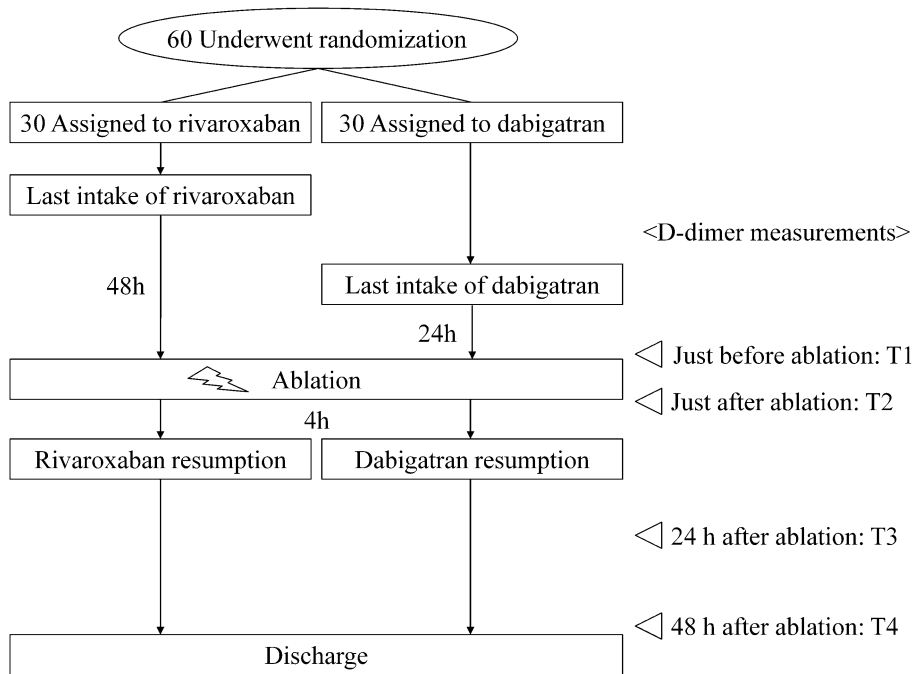 60 Underwent randomization
30 Assigned to rivaroxaban
30 Assigned to dabigatran
Last intake of rivaroxaban
<D-dimer measurements>
48h
Last intake of dabigatran
24h
Just before ablation: T1
Ablation
Just after ablation: T2
4h
Rivaroxaban resumption
Dabigatran resumption
24 h after ablation: T3
48 h after ablation: T4
Discharge